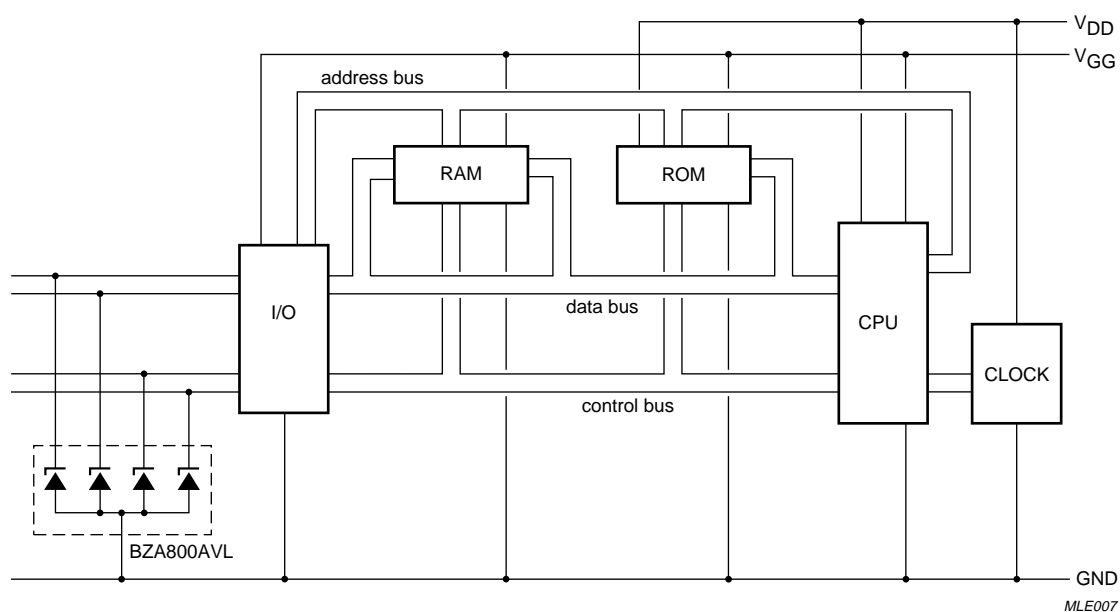 VDD
VGG
address bus
RAM
ROM
I/O
data bus
CPU
CLOCK
control bus
BZA800AVL
GND
MLE007